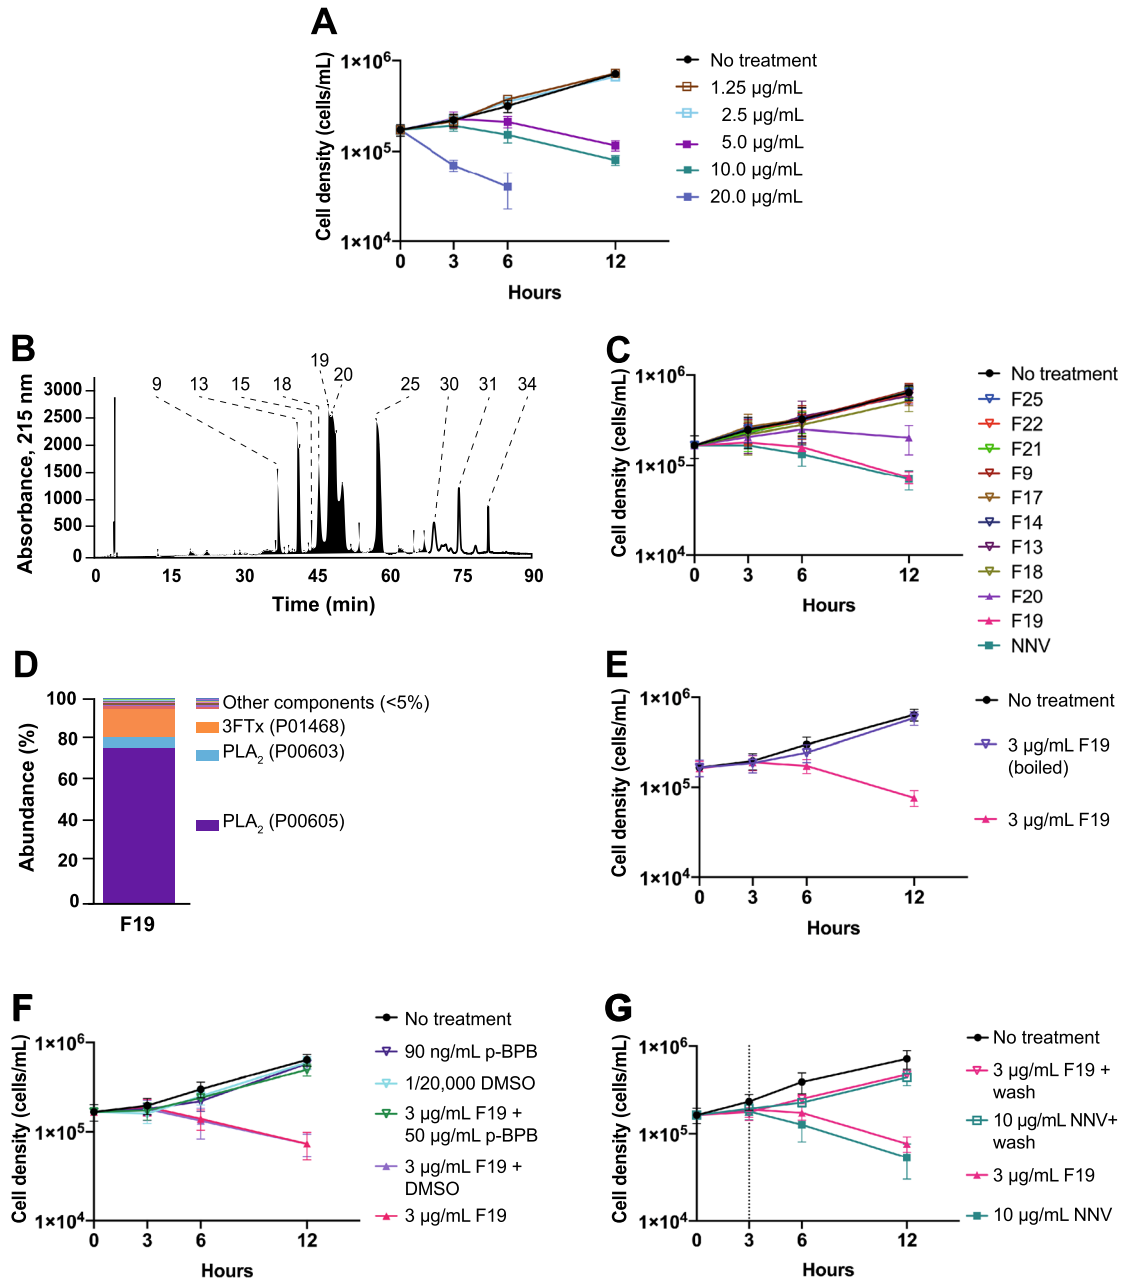 A
Cell density (cells/mL)
1×10⁶
1×10⁵
1×10⁴
0 3 6 12
Hours
No treatment
1.25 µg/mL
2.5 µg/mL
5.0 µg/mL
10.0 µg/mL
20.0 µg/mL
B
Absorbance, 215 nm
3000
2500
2000
1500
1000
500
0
9 13 15 18 19 20 25 30 31 34
0 15 30 45 60 75 90
Time (min)
C
Cell density (cells/mL)
1×10⁶
1×10⁵
1×10⁴
0 3 6 12
Hours
No treatment
F25
F22
F21
F9
F17
F14
F13
F18
F20
F19
NNV
D
Abundance (%)
100
80
60
40
20
0
F19
Other components (<5%)
3FTx (P01468)
PLA₂ (P00603)
PLA₂ (P00605)
E
Cell density (cells/mL)
1×10⁶
1×10⁵
1×10⁴
0 3 6 12
Hours
No treatment
3 µg/mL F19
(boiled)
3 µg/mL F19
F
Cell density (cells/mL)
1×10⁶
1×10⁵
1×10⁴
0 3 6 12
Hours
No treatment
90 ng/mL p-BPB
1/20,000 DMSO
3 µg/mL F19 +
50 µg/mL p-BPB
3 µg/mL F19 +
DMSO
3 µg/mL F19
G
Cell density (cells/mL)
1×10⁶
1×10⁵
1×10⁴
0 3 6 12
Hours
No treatment
3 µg/mL F19 +
wash
10 µg/mL NNV+
wash
3 µg/mL F19
10 µg/mL NNV